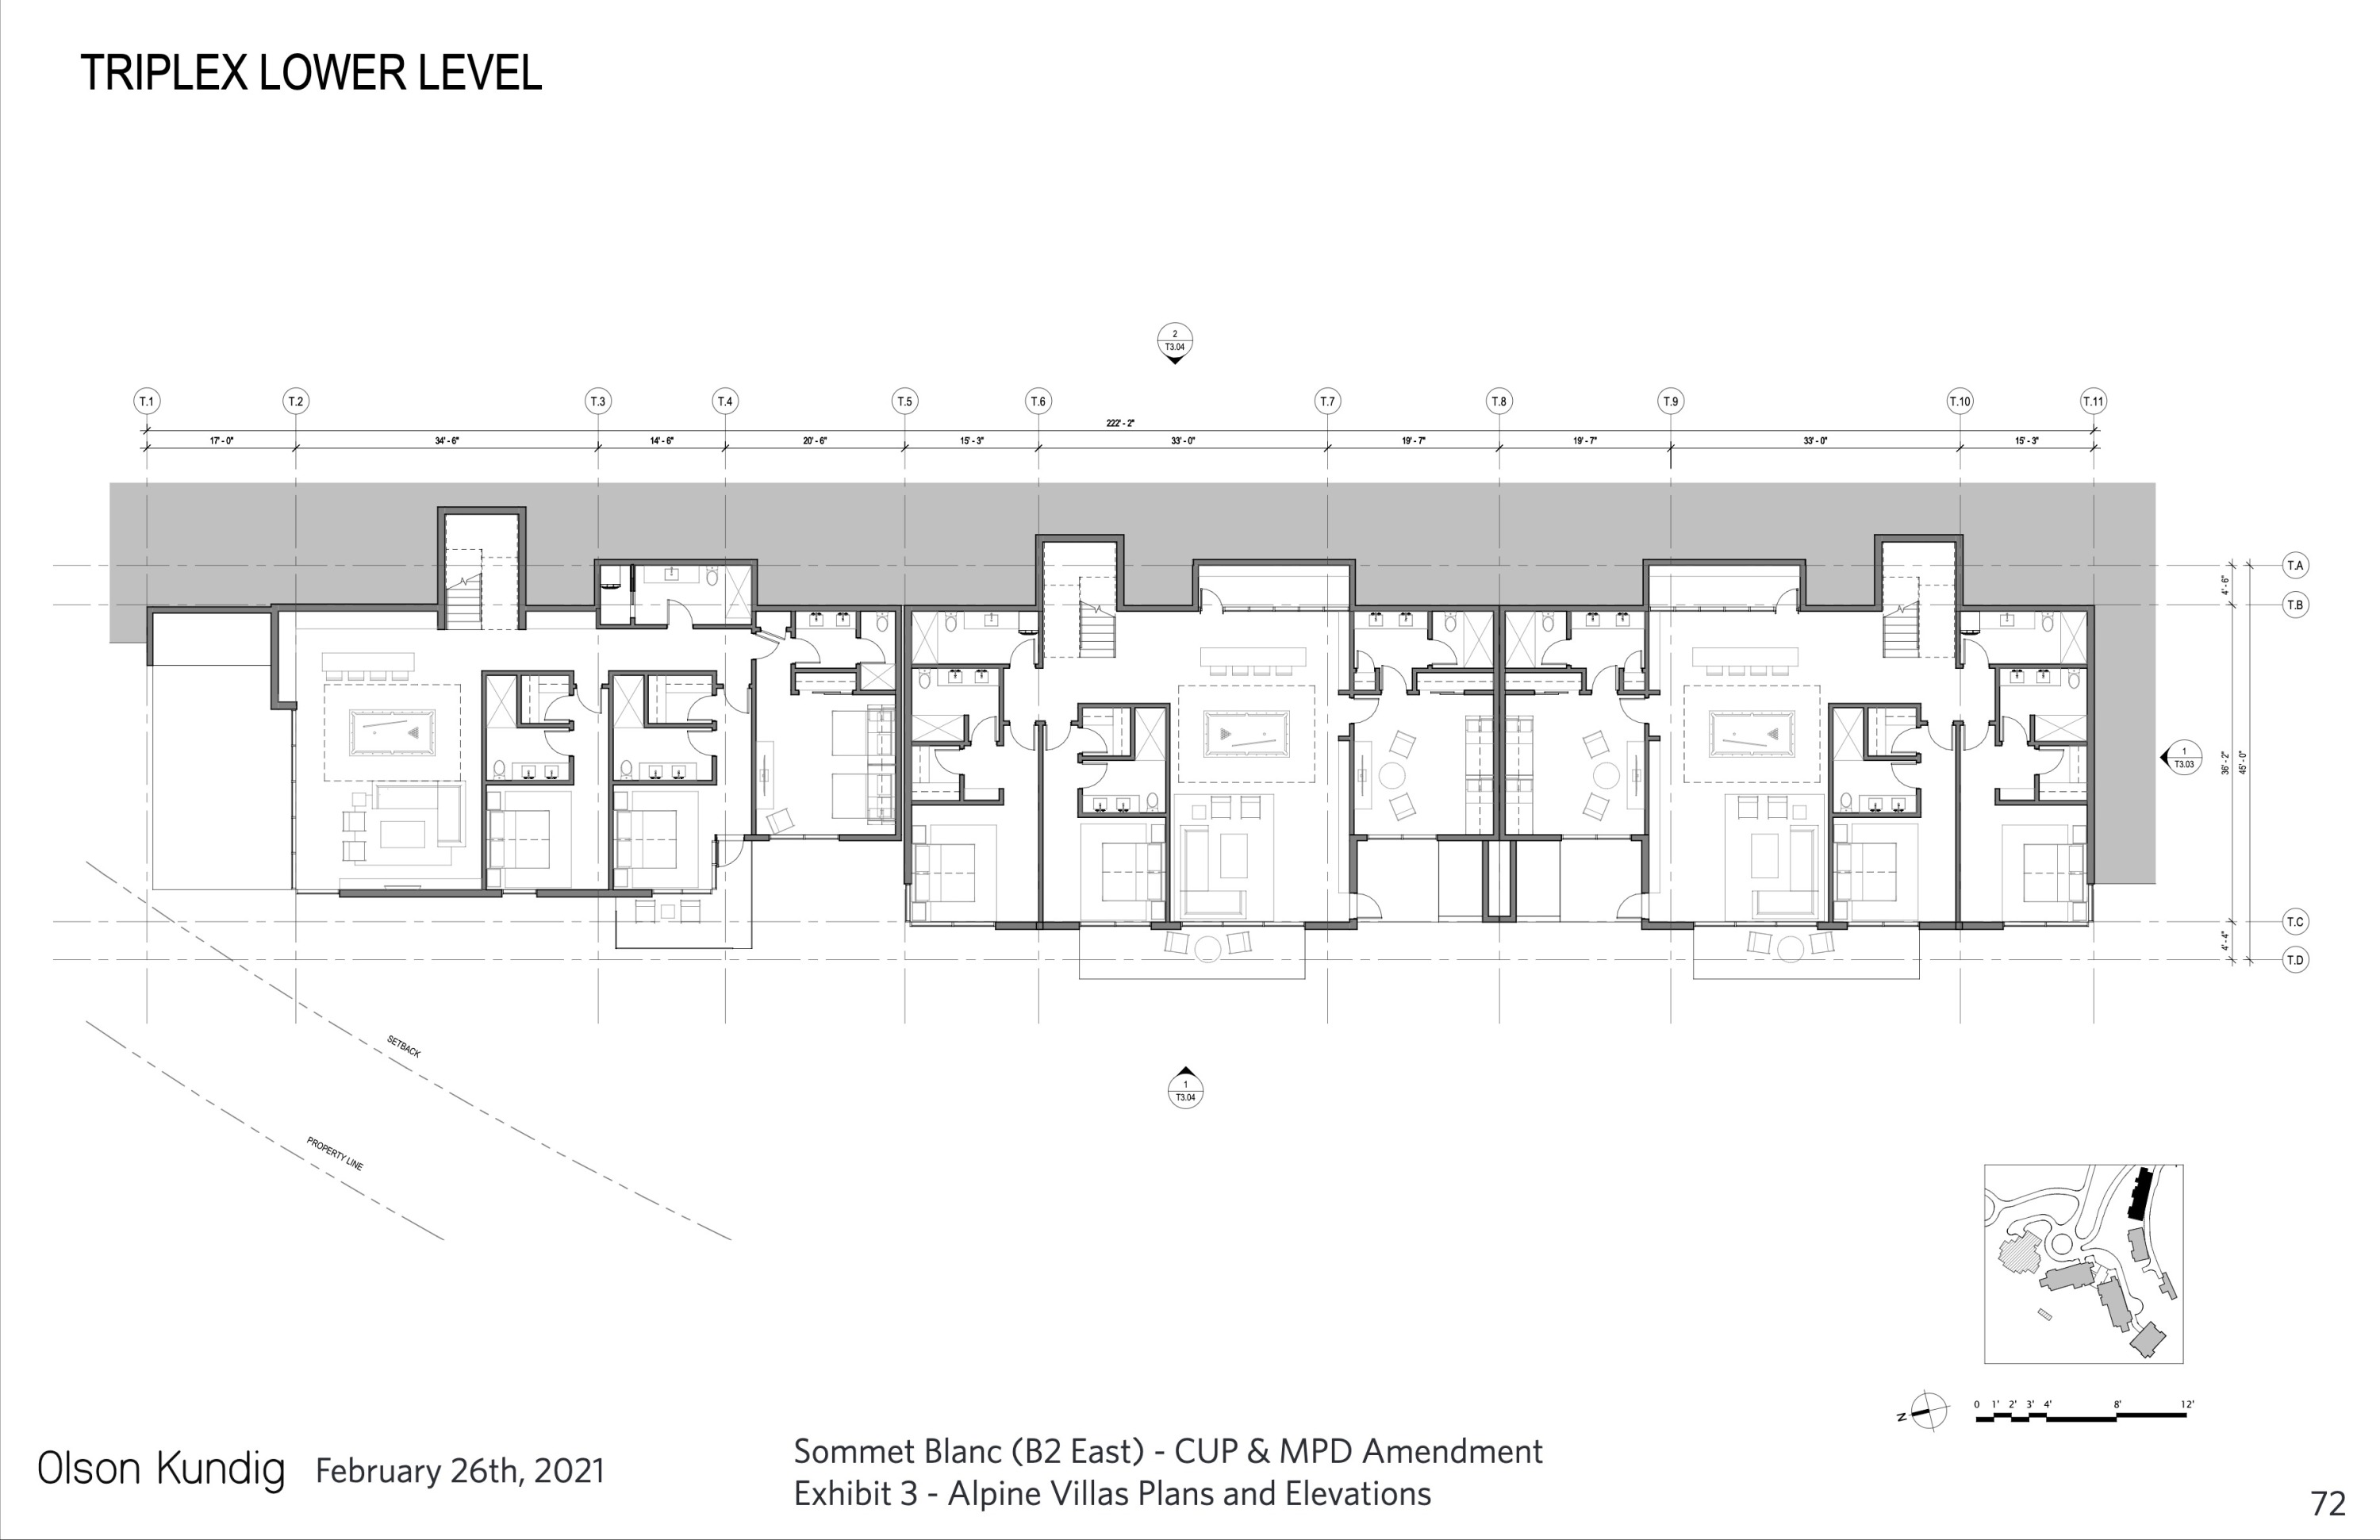 TRIPLEX LOWER LEVEL
2
T3.04
T.1 T.2 T.3 T.4 T.5 T.6 T.7 T.8 T.9 T.10 T.11
222' - 2"
17' - 0" 34' - 6" 14' - 6" 20' - 6" 15' - 3" 33' - 0" 19' - 7" 19' - 7" 33' - 0" 15' - 3"
T.A
4' - 6"
T.B
1
T3.03
36' - 2"
45' - 0"
T.C
4' - 4"
T.D
SETBACK
1
T3.04
PROPERTY LINE
N
0 1' 2' 3' 4' 8' 12'
Olson Kundig February 26th, 2021
Sommet Blanc (B2 East) - CUP & MPD Amendment
Exhibit 3 - Alpine Villas Plans and Elevations
72